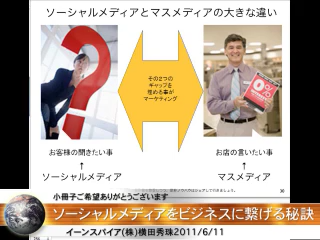 ソーシャルメディアとマスメディアの大きな違い
?
その２つの
ギャップを
埋める事が
マーケティング
0%
お客様の聞きたい事
↑
ソーシャルメディア
お店の言いたい事
↑
マスメディア
30
小冊子ご希望ありがとうございます
ソーシャルメディアをビジネスに繋げる秘訣
イーンスパイア(株)横田秀珠2011/6/11